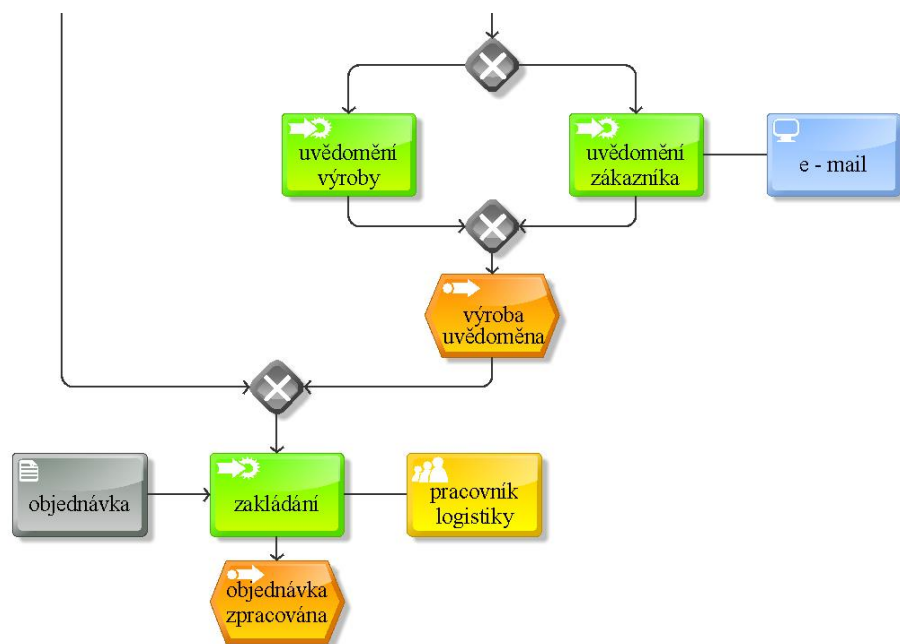 uvědomění
výroby
uvědomění
zákazníka
e - mail
výroba
uvědoměna
objednávka
zakládání
pracovník
logistiky
objednávka
zpracována